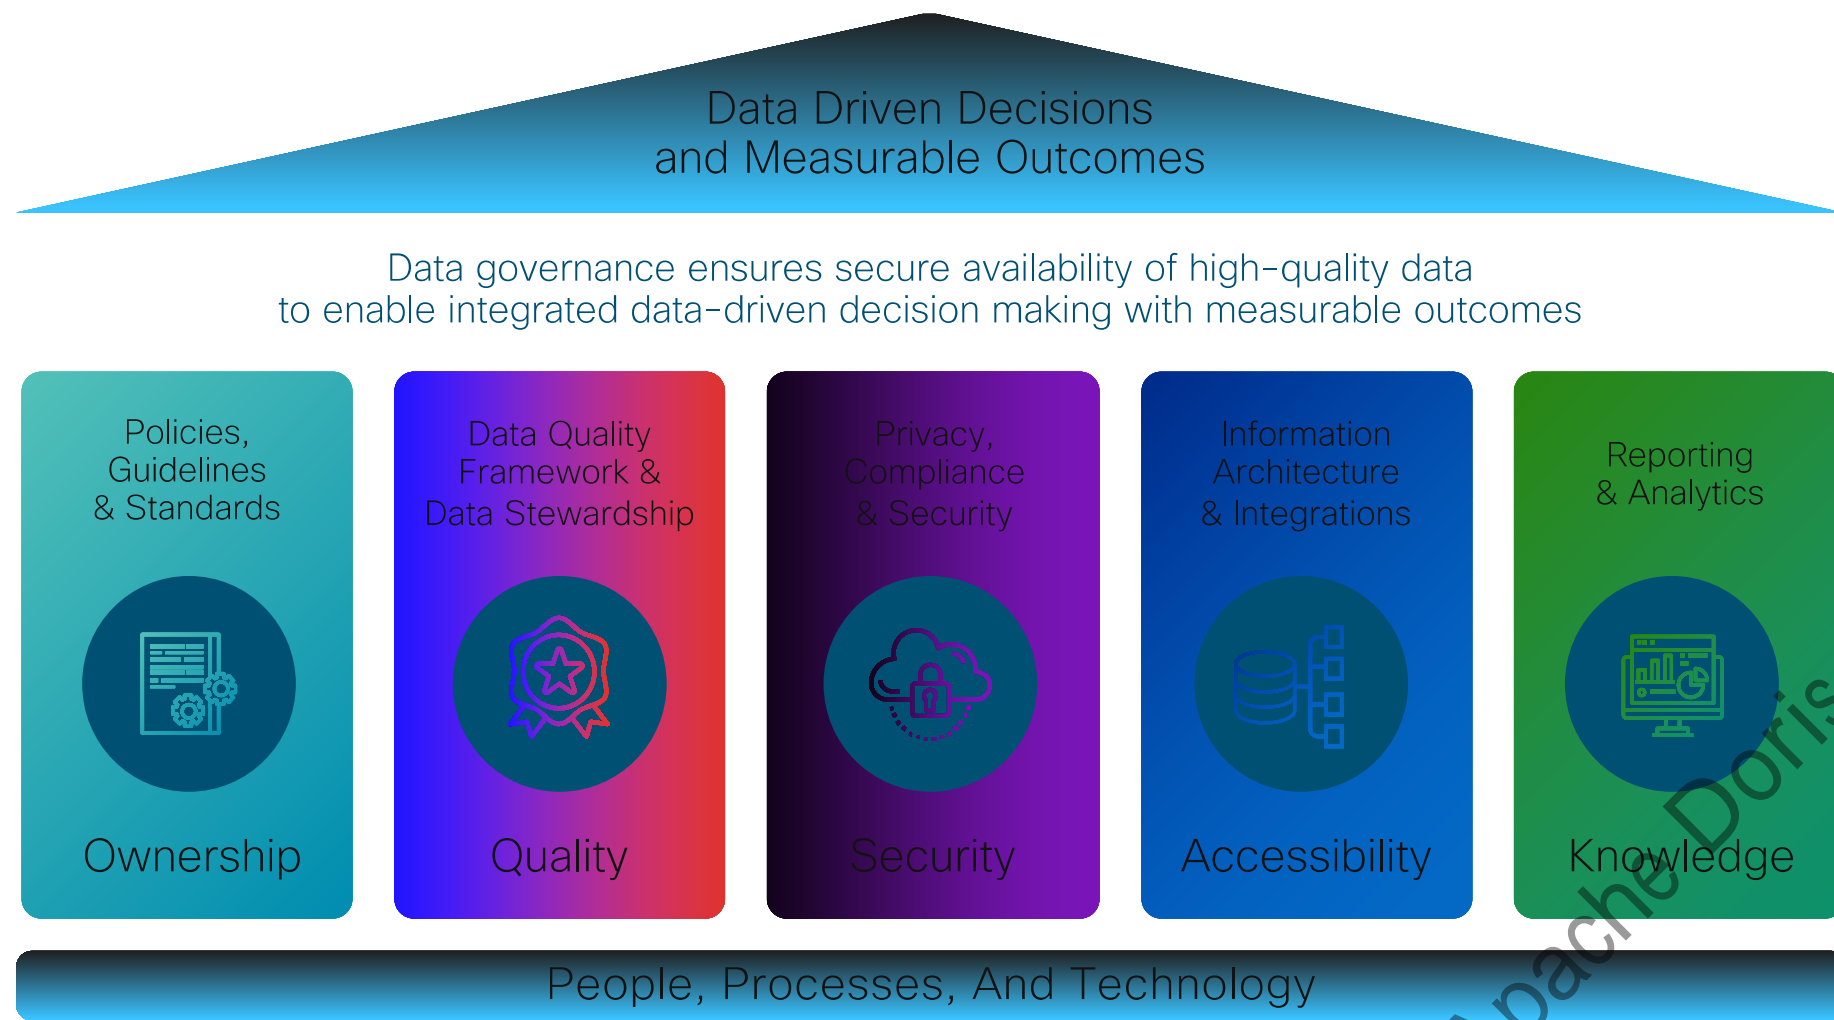 Data Driven Decisions
and Measurable Outcomes
Data governance ensures secure availability of high-quality data
to enable integrated data-driven decision making with measurable outcomes
Policies,
Guidelines
& Standards
Ownership
Data Quality
Framework &
Data Stewardship
Quality
Privacy,
Compliance
& Security
Security
Information
Architecture
& Integrations
Accessibility
Reporting
& Analytics
Knowledge
People, Processes, And Technology
Apache Doris